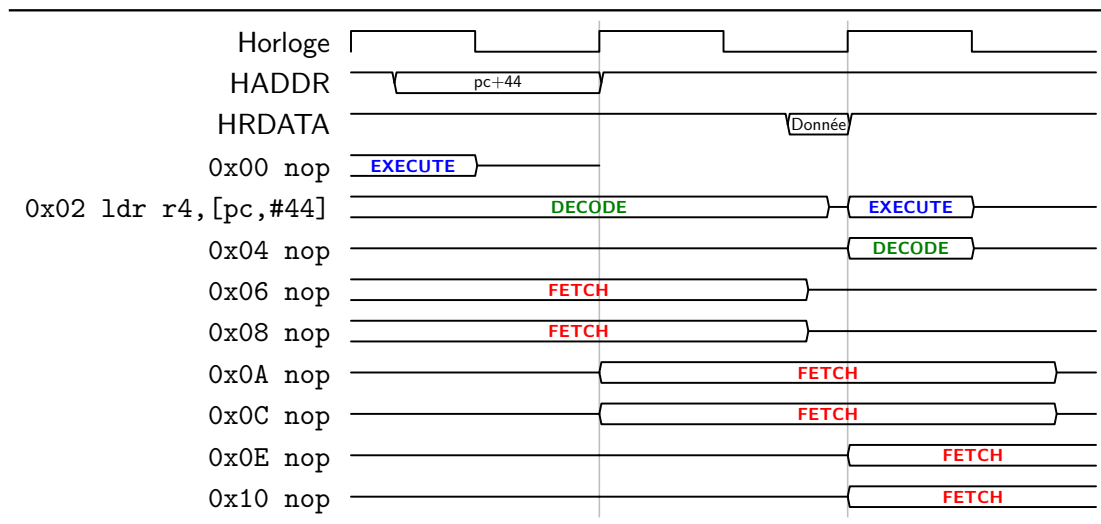 Horloge
HADDR pc+44
HRDATA Donnée
0x00 nop EXECUTE
0x02 ldr r4,[pc,#44] DECODE EXECUTE
0x04 nop DECODE
0x06 nop FETCH
0x08 nop FETCH
0x0A nop FETCH
0x0C nop FETCH
0x0E nop FETCH
0x10 nop FETCH